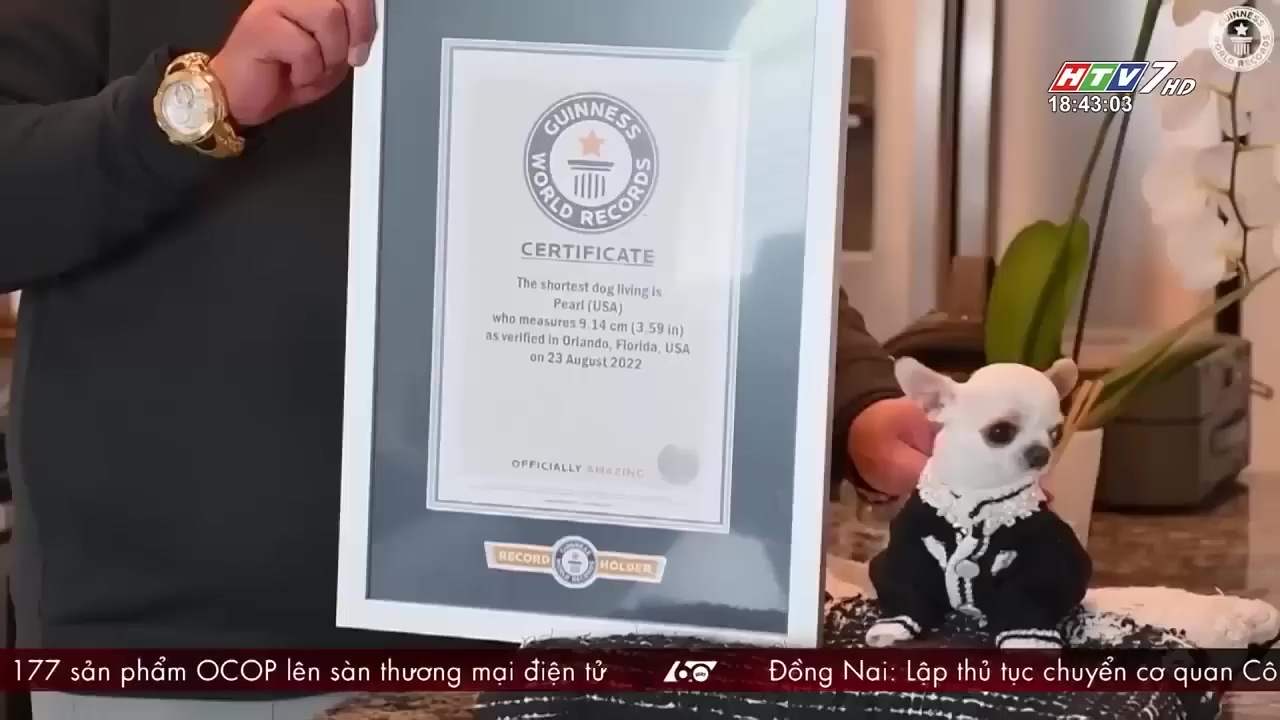 GUINNESS
WORLD RECORDS
HTV7 HD
18:43:03
GUINNESS
WORLD RECORDS
CERTIFICATE
The shortest dog living is
Pearl (USA)
who measures 9.14 cm (3.59 in)
as verified in Orlando, Florida, USA
on 23 August 2022
OFFICIALLY AMAZING
RECORD HOLDER
GUINNESS
WORLD RECORDS
177 sản phẩm OCOP lên sàn thương mại điện tử
60 giây
Đồng Nai: Lập thủ tục chuyển cơ quan Cô